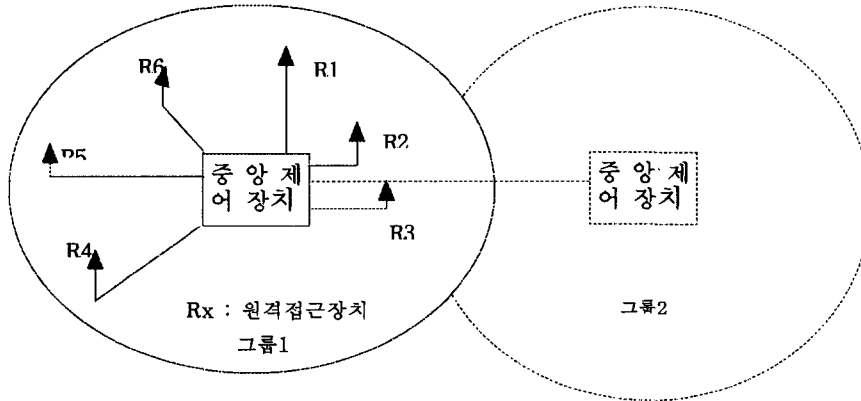 R6
R1
R2
R5
중앙제
어 장치
중앙제
어 장치
R3
R4
Rx : 원격접근장치
그룹1
그룹2